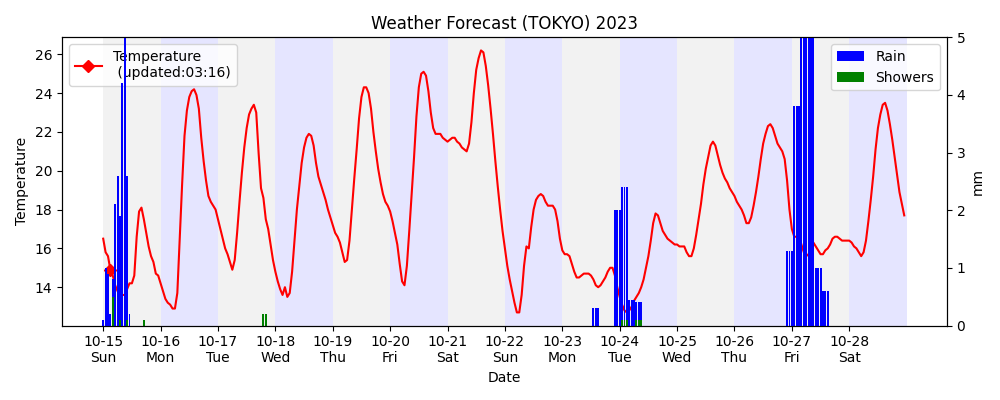 Weather Forecast (TOKYO) 2023
Temperature
(updated:03:16)
Rain
Showers
Temperature
26
24
22
20
18
16
14
5
4
3
2
1
0
mm
10-15 10-16 10-17 10-18 10-19 10-20 10-21 10-22 10-23 10-24 10-25 10-26 10-27 10-28
Sun Mon Tue Wed Thu Fri Sat Sun Mon Tue Wed Thu Fri Sat
Date